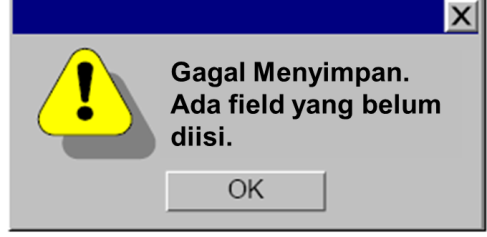 Gagal Menyimpan.
Ada field yang belum
diisi.
OK